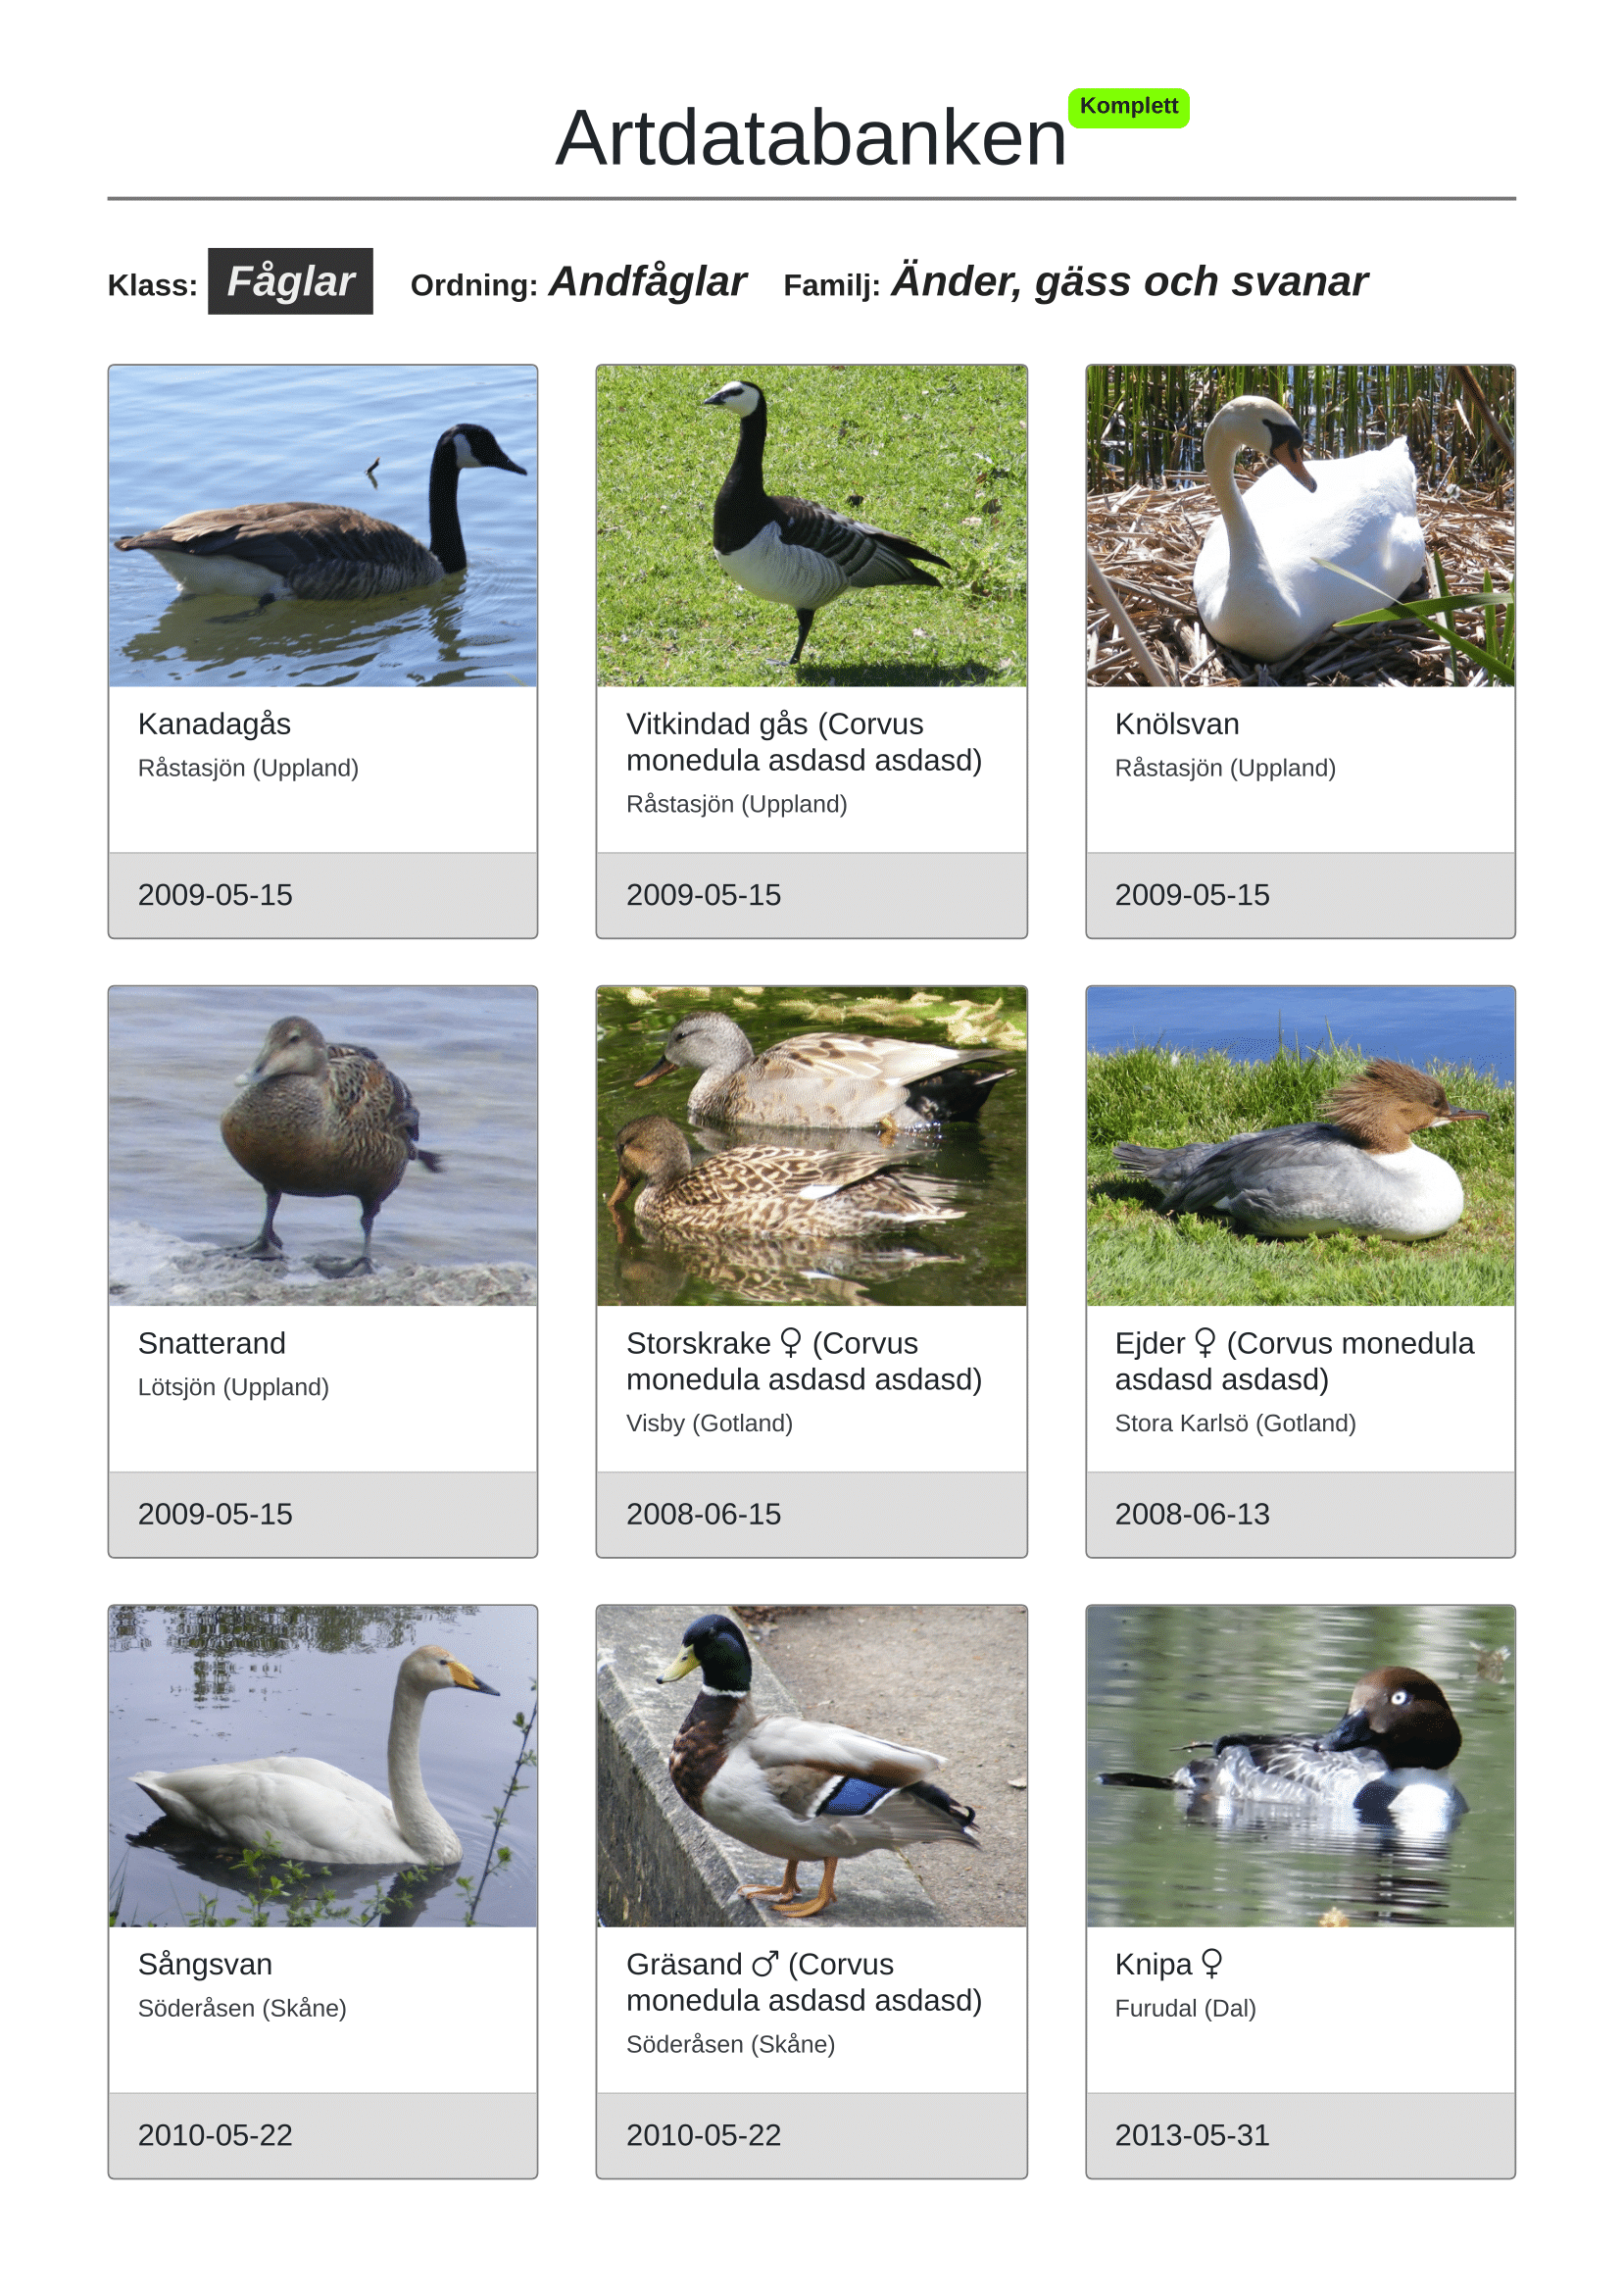 Artdatabanken Komplett
Klass: Fåglar Ordning: Andfåglar Familj: Änder, gäss och svanar
Kanadagås
Råstasjön (Uppland)
2009-05-15
Vitkindad gås (Corvus
monedula asdasd asdasd)
Råstasjön (Uppland)
2009-05-15
Knölsvan
Råstasjön (Uppland)
2009-05-15
Snatterand
Lötsjön (Uppland)
2009-05-15
Storskrake ♀ (Corvus
monedula asdasd asdasd)
Visby (Gotland)
2008-06-15
Ejder ♀ (Corvus monedula
asdasd asdasd)
Stora Karlsö (Gotland)
2008-06-13
Sångsvan
Söderåsen (Skåne)
2010-05-22
Gräsand ♂ (Corvus
monedula asdasd asdasd)
Söderåsen (Skåne)
2010-05-22
Knipa ♀
Furudal (Dal)
2013-05-31